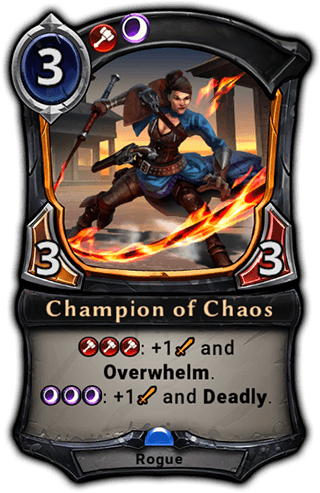 3
3
3
Champion of Chaos
: +1 and
Overwhelm.
: +1 and Deadly.
Rogue